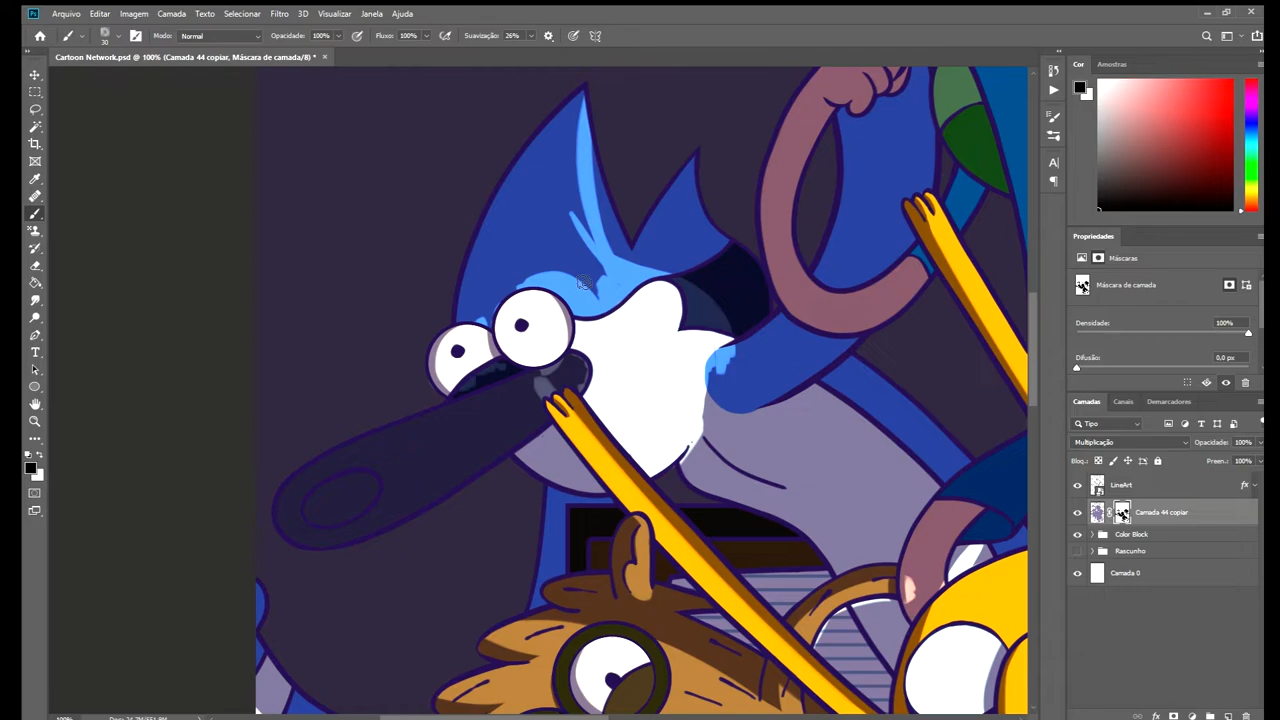 Ps Arquivo Editar Imagem Camada Texto Selecionar Filtro 3D Visualizar Janela Ajuda
30 Modo: Normal Opacidade: 100% Fluxo: 100% Suavização: 26%
Cartoon Network.psd @ 100% (Camada 44 copiar, Máscara de camada/8) * ×
Cor Amostras
Propriedades
Máscaras
Máscara de camada
Densidade: 100%
Difusão: 0,0 px
Camadas Canais Demarcadores
Tipo
Multiplicação Opacidade: 100%
Bloq.: Preen.: 100%
LineArt fx
Camada 44 copiar
Color Block
Rascunho
Camada 0